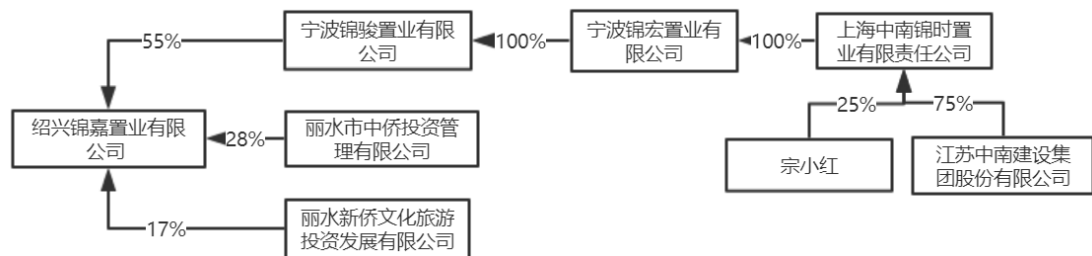 宁波锦骏置业有限
公司
宁波锦宏置业有
限公司
上海中南锦时置
业有限责任公司
55%
100%
100%
25%
75%
绍兴锦嘉置业有限
公司
28%
丽水市中侨投资管
理有限公司
宗小红
江苏中南建设集
团股份有限公司
17%
丽水新侨文化旅游
投资发展有限公司